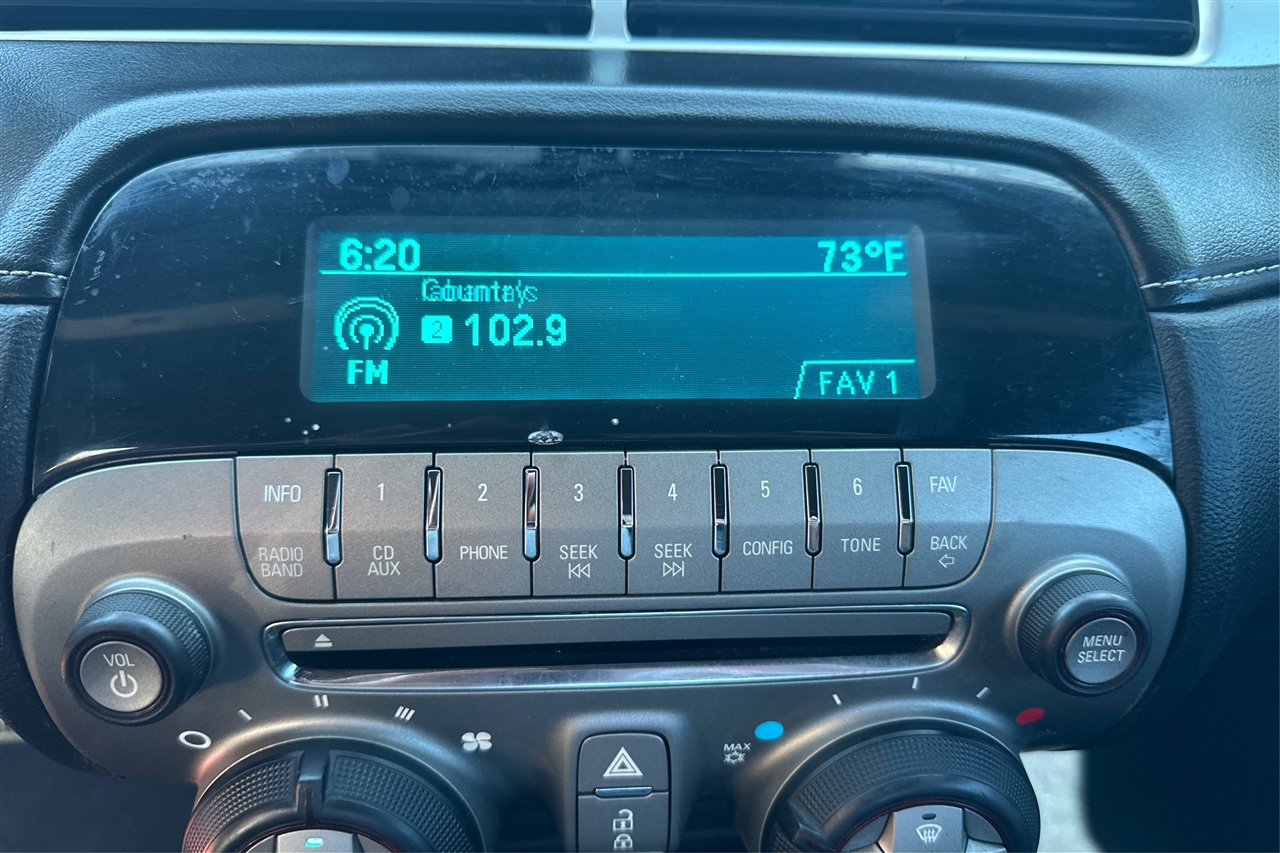 6:20 73°F
2 102.9
FM
FAV 1
INFO 1 2 3 4 5 6 FAV
RADIO BAND CD AUX PHONE SEEK SEEK CONFIG TONE BACK
VOL
MENU SELECT
MAX